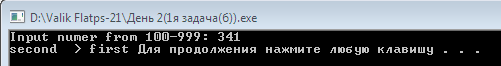 D:\Valik Flatps-21\День 2(1я задача(6)).exe
Input numer from 100-999: 341
second  > first Для продолжения нажмите любую клавишу . . .